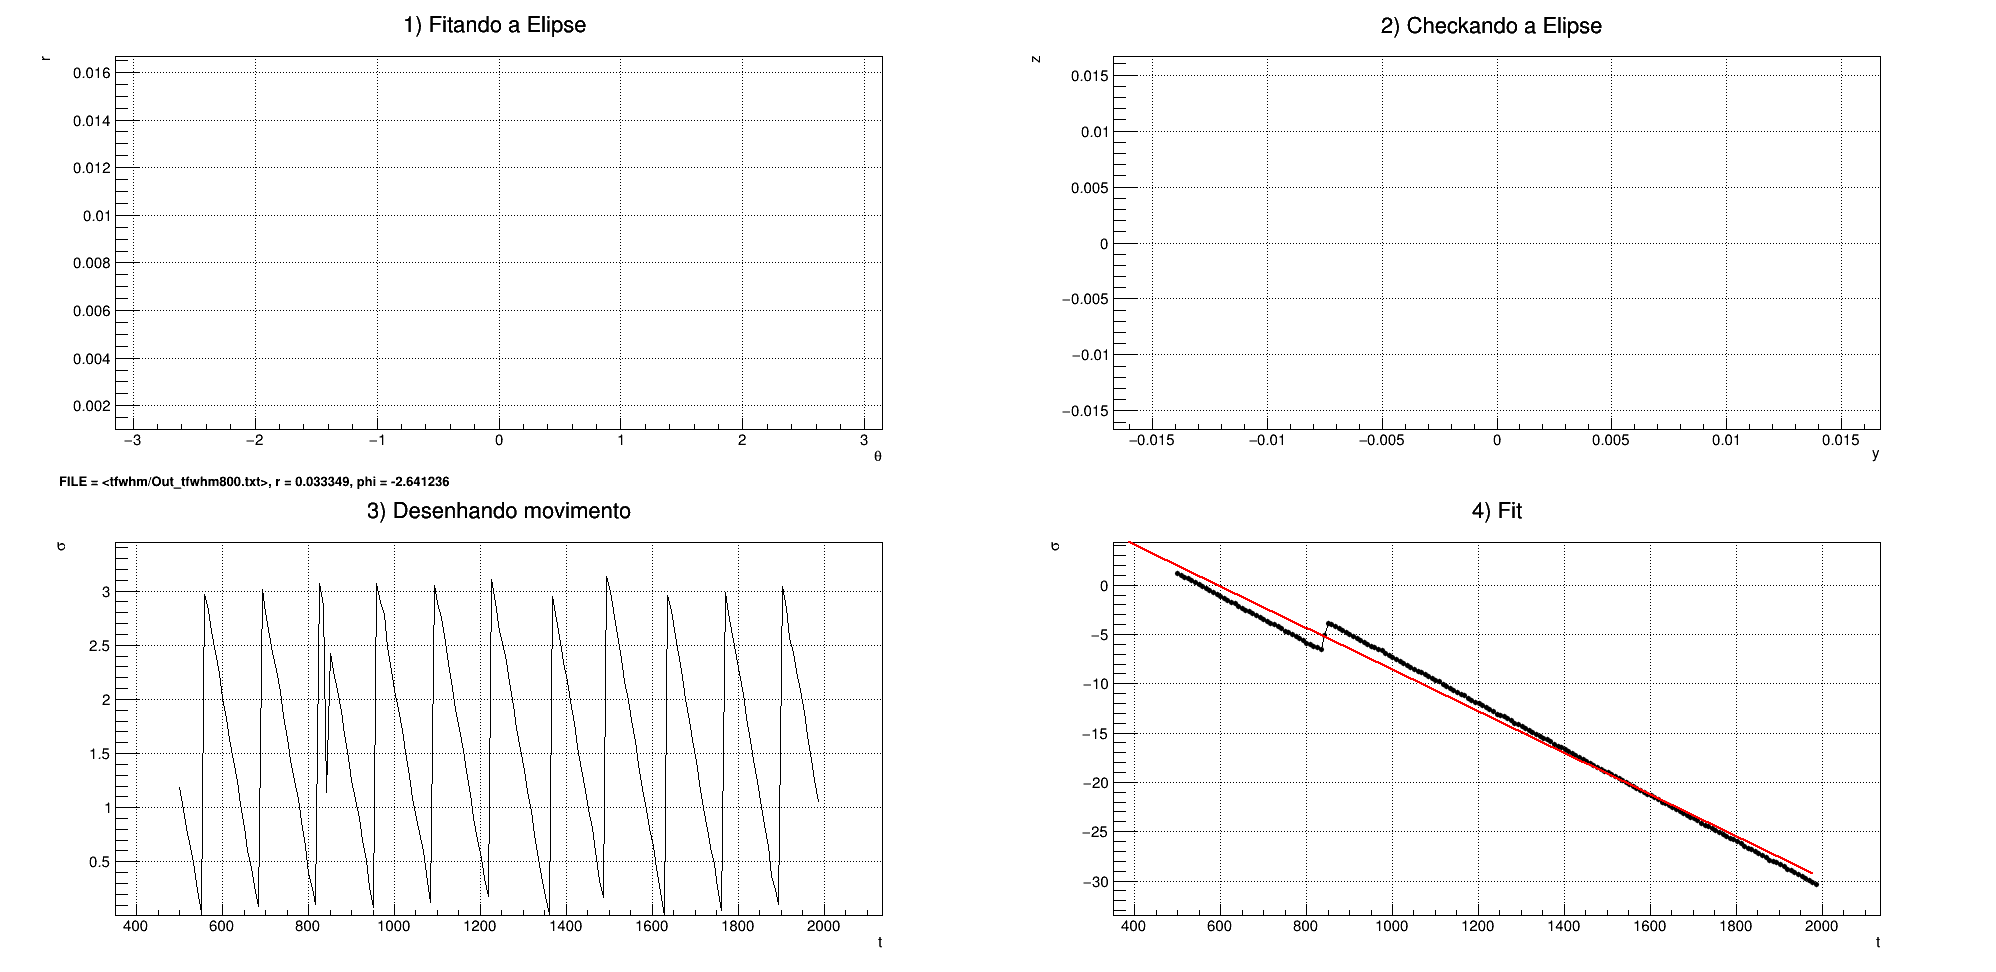 1) Fitando a Elipse
r
0.016
0.014
0.012
0.01
0.008
0.006
0.004
0.002
−3 −2 −1 0 1 2 3
θ
2) Checkando a Elipse
z
0.015
0.01
0.005
0
−0.005
−0.01
−0.015
−0.015 −0.01 −0.005 0 0.005 0.01 0.015
y
FILE = <tfwhm/Out_tfwhm800.txt>, r = 0.033349, phi = -2.641236
3) Desenhando movimento
σ
3
2.5
2
1.5
1
0.5
400 600 800 1000 1200 1400 1600 1800 2000
t
4) Fit
σ
0
−5
−10
−15
−20
−25
−30
400 600 800 1000 1200 1400 1600 1800 2000
t